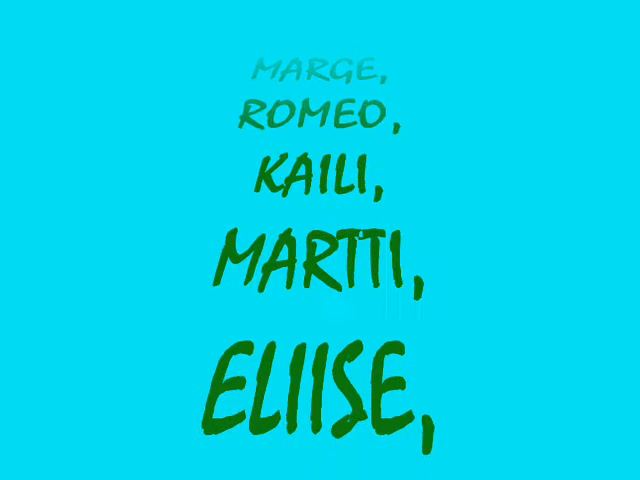 MARGE,
ROMEO,
KAILI,
MARTTI,
ELIISE,